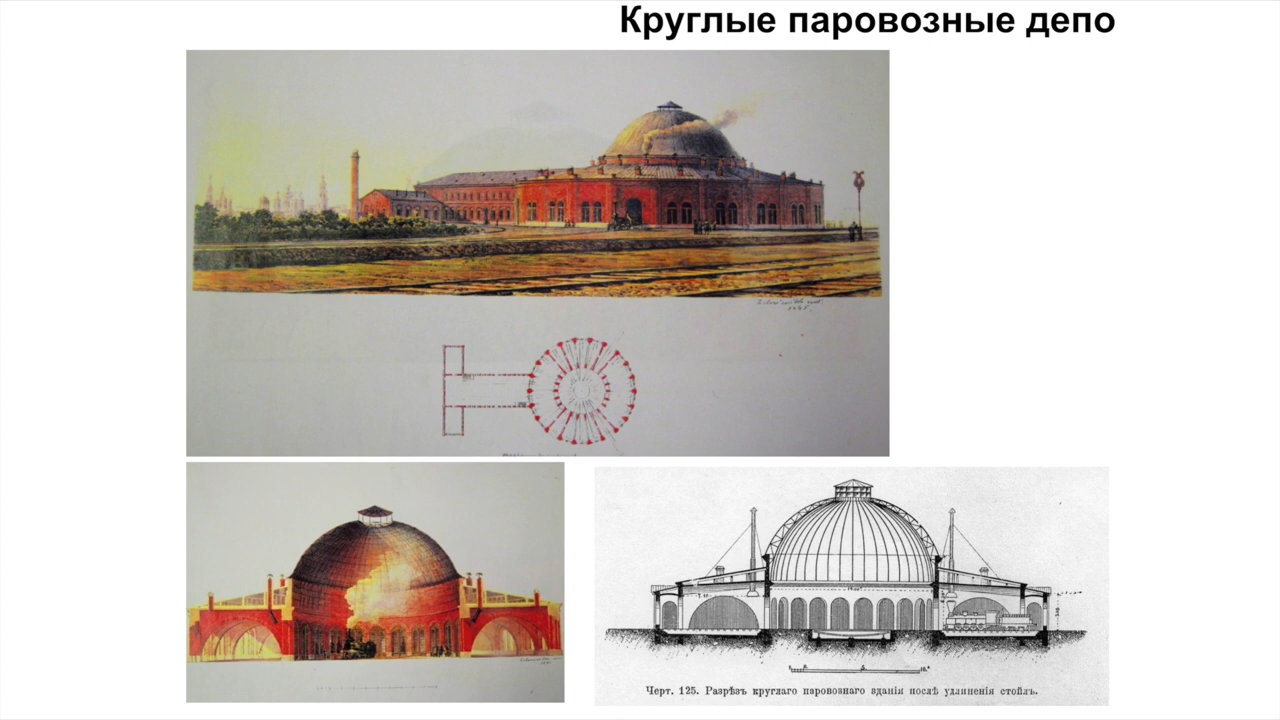 Круглые паровозные депо
Черт. 125. Разрѣзъ круглаго паровознаго зданія послѣ удлиненія стойлъ.